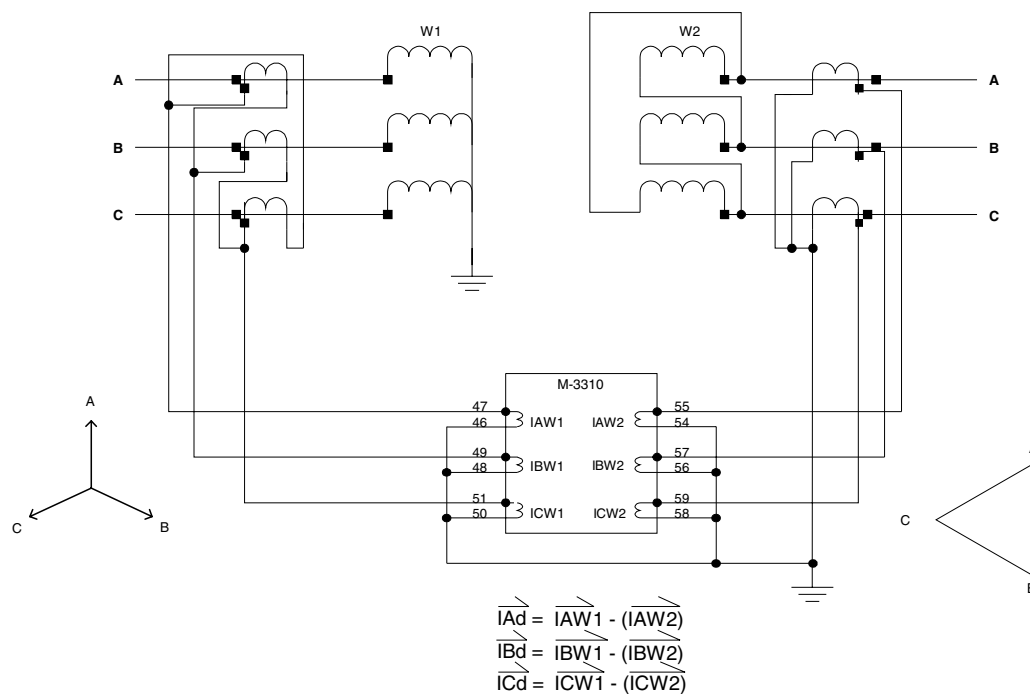 W1
W2
A
A
B
B
C
C
M-3310
47
46
IAW1
IAW2
55
54
49
48
IBW1
IBW2
57
56
51
50
ICW1
ICW2
59
58
A
C
B
C
IAd = IAW1 - (IAW2)
IBd = IBW1 - (IBW2)
ICd = ICW1 - (ICW2)